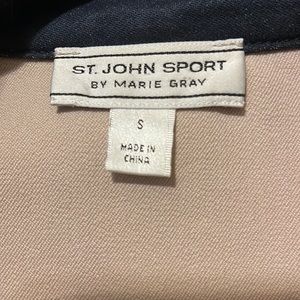 ST. JOHN SPORT
BY MARIE GRAY
S
MADE IN
CHINA